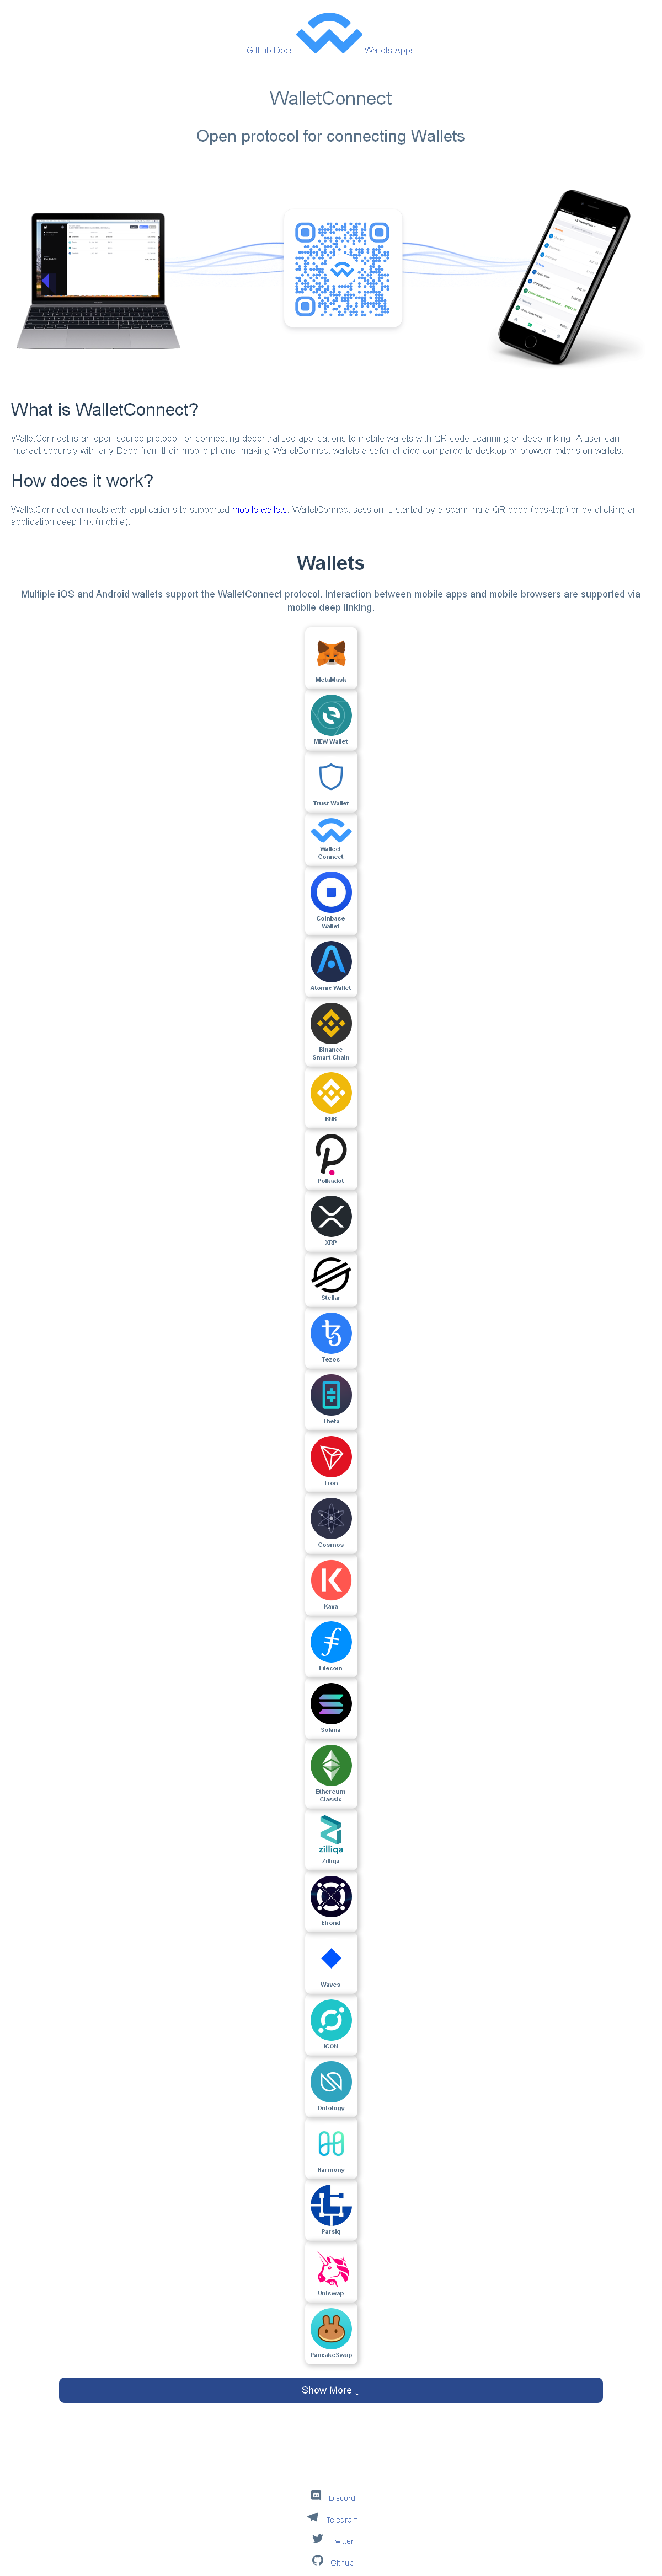 Github Docs Wallets Apps
WalletConnect
Open protocol for connecting Wallets
What is WalletConnect?
WalletConnect is an open source protocol for connecting decentralised applications to mobile wallets with QR code scanning or deep linking. A user can
interact securely with any Dapp from their mobile phone, making WalletConnect wallets a safer choice compared to desktop or browser extension wallets.
How does it work?
WalletConnect connects web applications to supported mobile wallets. WalletConnect session is started by a scanning a QR code (desktop) or by clicking an
application deep link (mobile).
Wallets
Multiple iOS and Android wallets support the WalletConnect protocol. Interaction between mobile apps and mobile browsers are supported via
mobile deep linking.
MetaMask
MEW Wallet
Trust Wallet
Wallect
Connect
Coinbase
Wallet
Atomic Wallet
Binance
Smart Chain
BNB
Polkadot
XRP
Stellar
Tezos
Theta
Tron
Cosmos
Kava
Filecoin
Solana
Ethereum
Classic
zilliqa
Zilliqa
Elrond
Waves
ICON
Ontology
Harmony
Parsiq
Uniswap
PancakeSwap
Show More ↓
Discord
Telegram
Twitter
Github